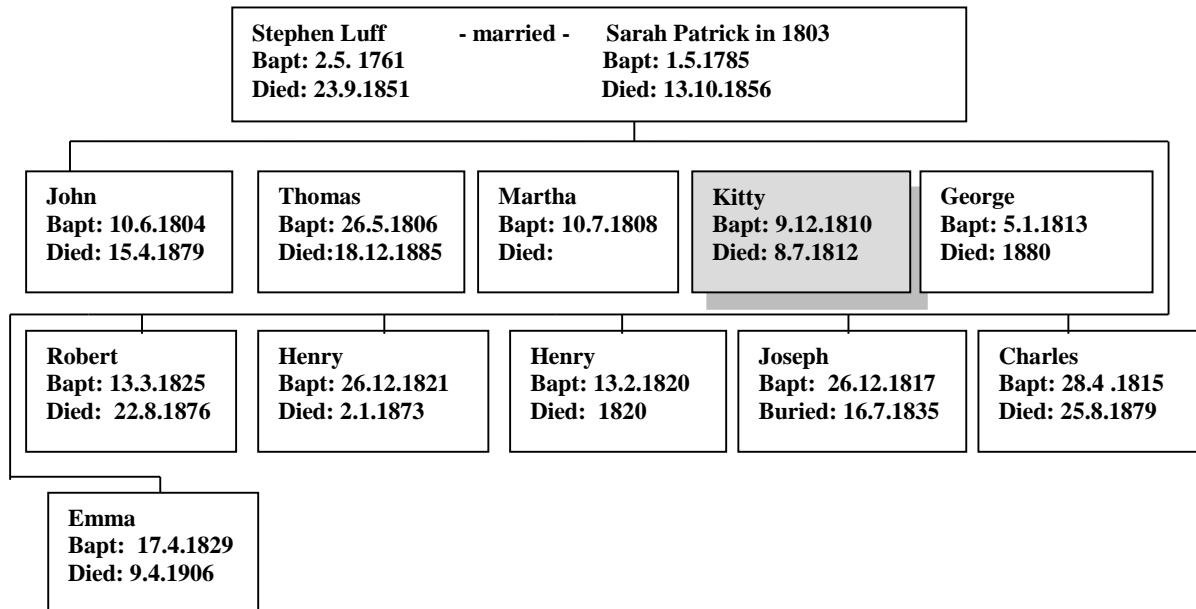 Stephen Luff - married - Sarah Patrick in 1803
Bapt: 2.5. 1761 Bapt: 1.5.1785
Died: 23.9.1851 Died: 13.10.1856
John
Bapt: 10.6.1804
Died: 15.4.1879
Thomas
Bapt: 26.5.1806
Died:18.12.1885
Martha
Bapt: 10.7.1808
Died:
Kitty
Bapt: 9.12.1810
Died: 8.7.1812
George
Bapt: 5.1.1813
Died: 1880
Robert
Bapt: 13.3.1825
Died: 22.8.1876
Henry
Bapt: 26.12.1821
Died: 2.1.1873
Henry
Bapt: 13.2.1820
Died: 1820
Joseph
Bapt: 26.12.1817
Buried: 16.7.1835
Charles
Bapt: 28.4 .1815
Died: 25.8.1879
Emma
Bapt: 17.4.1829
Died: 9.4.1906